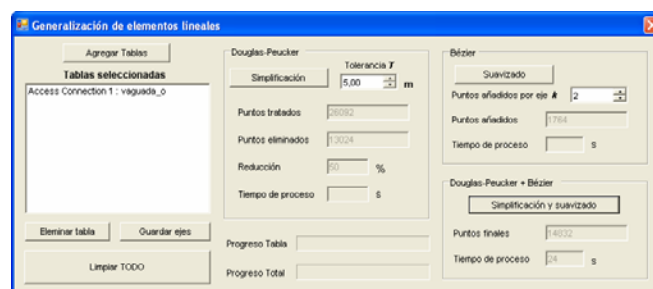 Generalización de elementos lineales
Agregar Tablas
Tablas seleccionadas
Access Connection 1 : vaguada_o
Eleminar tabla
Guardar ejes
Limpiar TODO
Douglas-Peucker
Simplificación
Tolerancia T
5,00 m
Puntos tratados 26092
Puntos eliminados 13024
Reducción 50 %
Tiempo de proceso s
Progreso Tabla
Progreso Total
Bézier
Suavizado
Puntos añadidos por eje k 2
Puntos añadidos 1764
Tiempo de proceso s
Douglas-Peucker + Bézier
Simplificación y suavizado
Puntos finales 14832
Tiempo de proceso 24 s